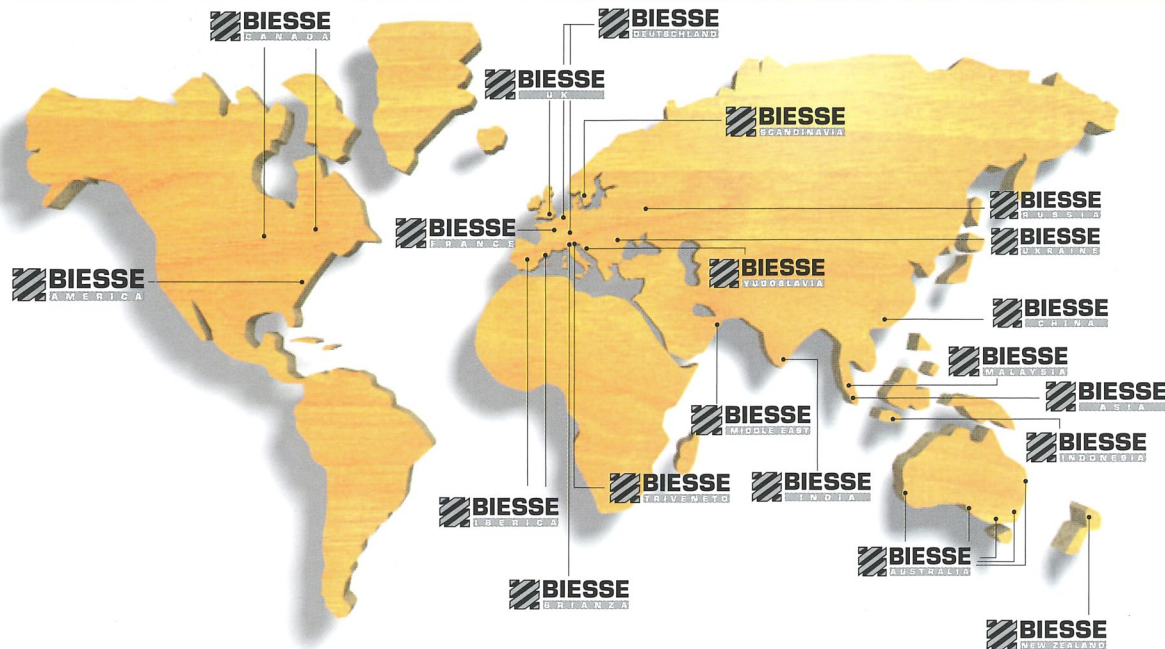 BIESSE
CANADA
BIESSE
DEUTSCHLAND
BIESSE
UK
BIESSE
SCANDINAVIA
BIESSE
RUSSIA
BIESSE
FRANCE
BIESSE
UKRAINE
BIESSE
AMERICA
BIESSE
YUGOSLAVIA
BIESSE
CHINA
BIESSE
MALAYSIA
BIESSE
ASIA
BIESSE
MIDDLE EAST
BIESSE
INDONESIA
BIESSE
IBERICA
BIESSE
TRIVENETO
BIESSE
INDIA
BIESSE
AUSTRALIA
BIESSE
BRIANZA
BIESSE
NEW ZEALAND